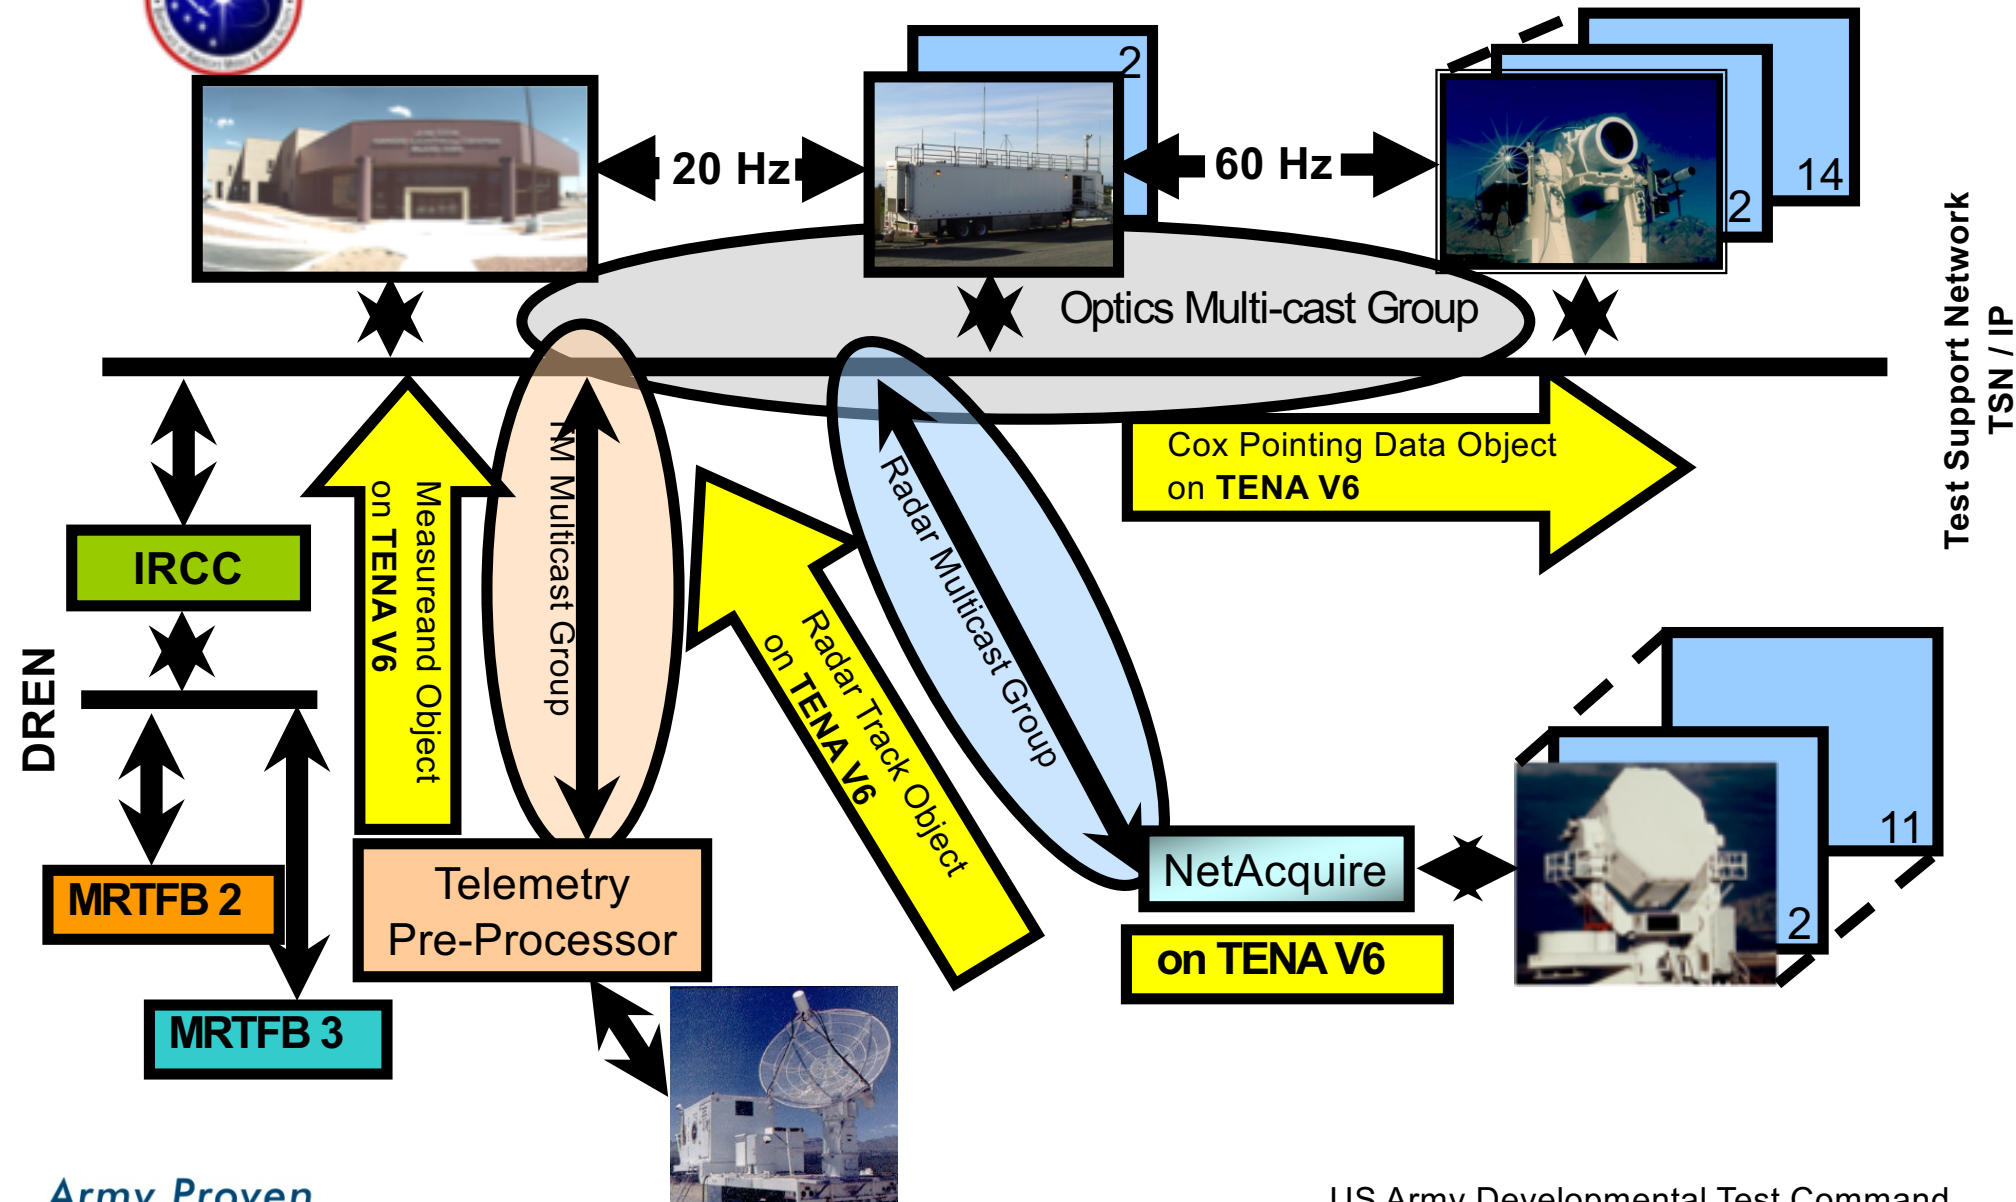 2
14
2
20 Hz
60 Hz
Optics Multi-cast Group
Test Support Network
TSN / IP
Cox Pointing Data Object
on TENA V6
IRCC
Measureand Object
on TENA V6
TM Multicast Group
Radar Multicast Group
Radar Track Object
on TENA V6
DREN
11
2
MRTFB 2
Telemetry
Pre-Processor
NetAcquire
on TENA V6
MRTFB 3
Army Proven
US Army Developmental Test Command